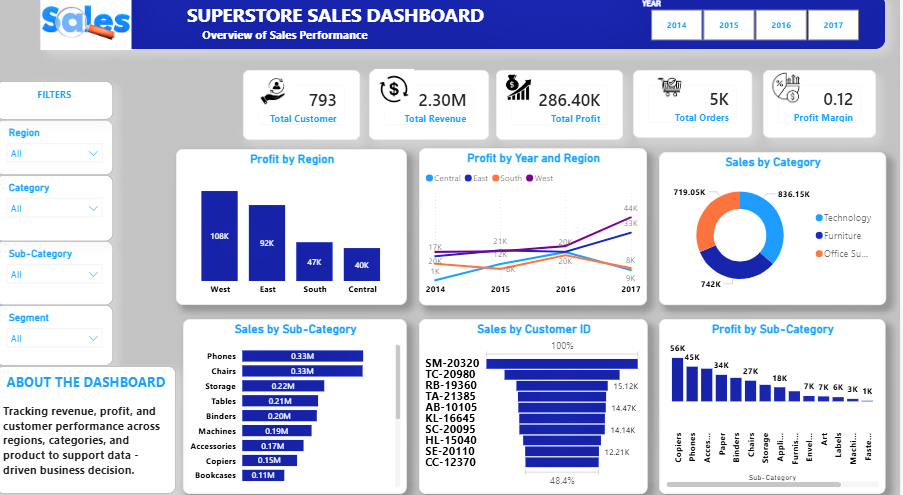 Sales
SUPERSTORE SALES DASHBOARD
Overview of Sales Performance
YEAR
2014
2015
2016
2017
793
Total Customer
2.30M
Total Revenue
286.40K
Total Profit
5K
Total Orders
0.12
Profit Margin
FILTERS
Region
All
Category
All
Sub-Category
All
Segment
All
ABOUT THE DASHBOARD
Tracking revenue, profit, and
customer performance across
regions, categories, and
product to support data -
driven business decision.
Profit by Region
108K
92K
47K
40K
West
East
South
Central
Profit by Year and Region
Central
East
South
West
17K
20K
1K
21K
12K
6K
20K
20K
44K
33K
8K
9K
2014
2015
2016
2017
Sales by Category
719.05K
836.15K
742K
Technology
Furniture
Office Su...
Sales by Sub-Category
Phones 0.33M
Chairs 0.33M
Storage 0.22M
Tables 0.21M
Binders 0.20M
Machines 0.19M
Accessories 0.17M
Copiers 0.15M
Bookcases 0.11M
Sales by Customer ID
100%
SM-20320
TC-20980
RB-19360 15.12K
TA-21385
AB-10105 14.47K
KL-16645
SC-20095 14.14K
HL-15040
SE-20110 12.21K
CC-12370
48.4%
Profit by Sub-Category
56K
45K
34K
27K
18K
7K
7K
6K
3K
1K
Copiers
Phones
Acces...
Paper
Binders
Chairs
Storage
Appli...
Furnis...
Envel...
Art
Labels
Machi...
Faste...
Sub-Category